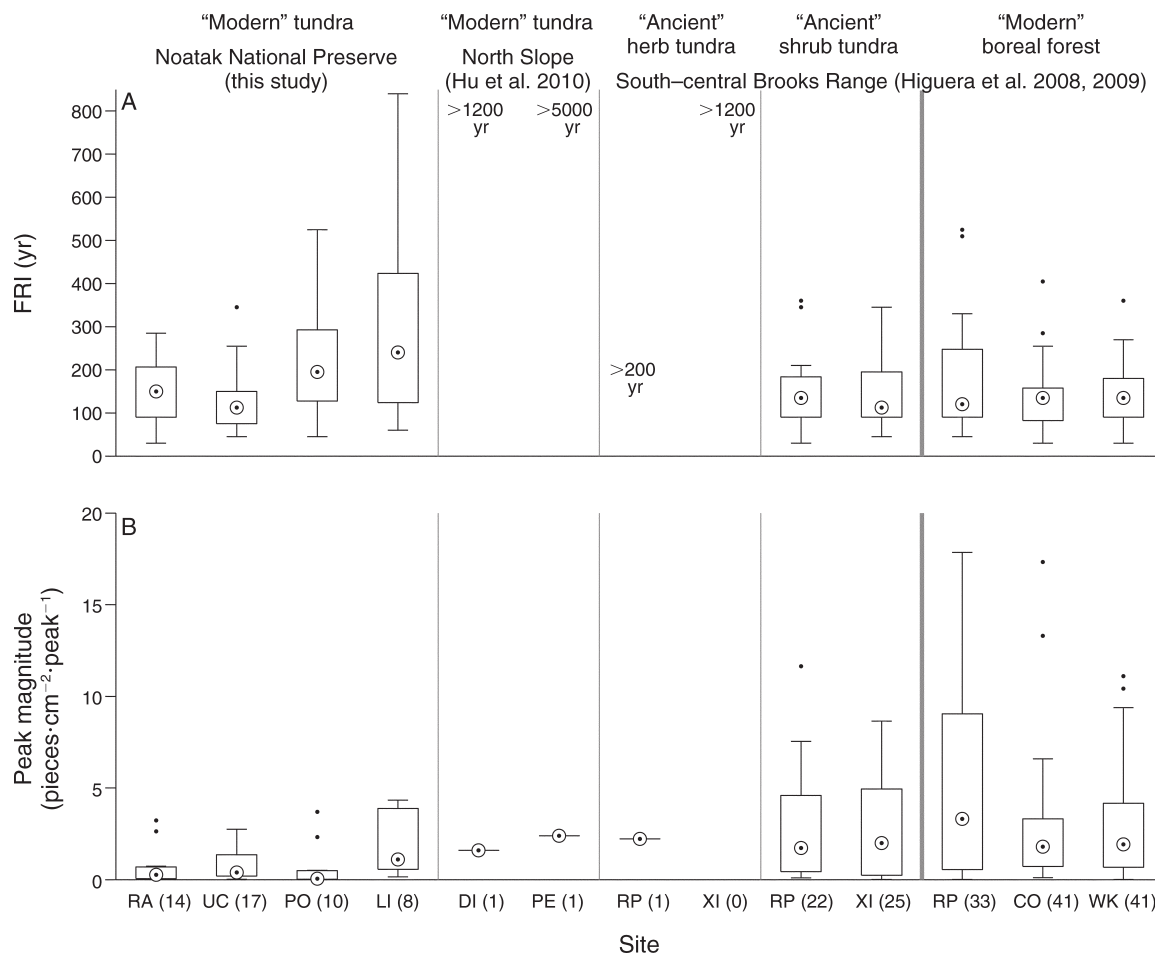 “Modern” tundra
Noatak National Preserve
(this study)
“Modern” tundra
North Slope
(Hu et al. 2010)
“Ancient”
herb tundra
“Ancient”
shrub tundra
“Modern”
boreal forest
South–central Brooks Range (Higuera et al. 2008, 2009)
A
FRI (yr)
800
700
600
500
400
300
200
100
0
>1200
yr
>5000
yr
>200
yr
>1200
yr
B
Peak magnitude
(pieces·cm⁻²·peak⁻¹)
20
15
10
5
0
RA (14) UC (17) PO (10) LI (8) DI (1) PE (1) RP (1) XI (0) RP (22) XI (25) RP (33) CO (41) WK (41)
Site